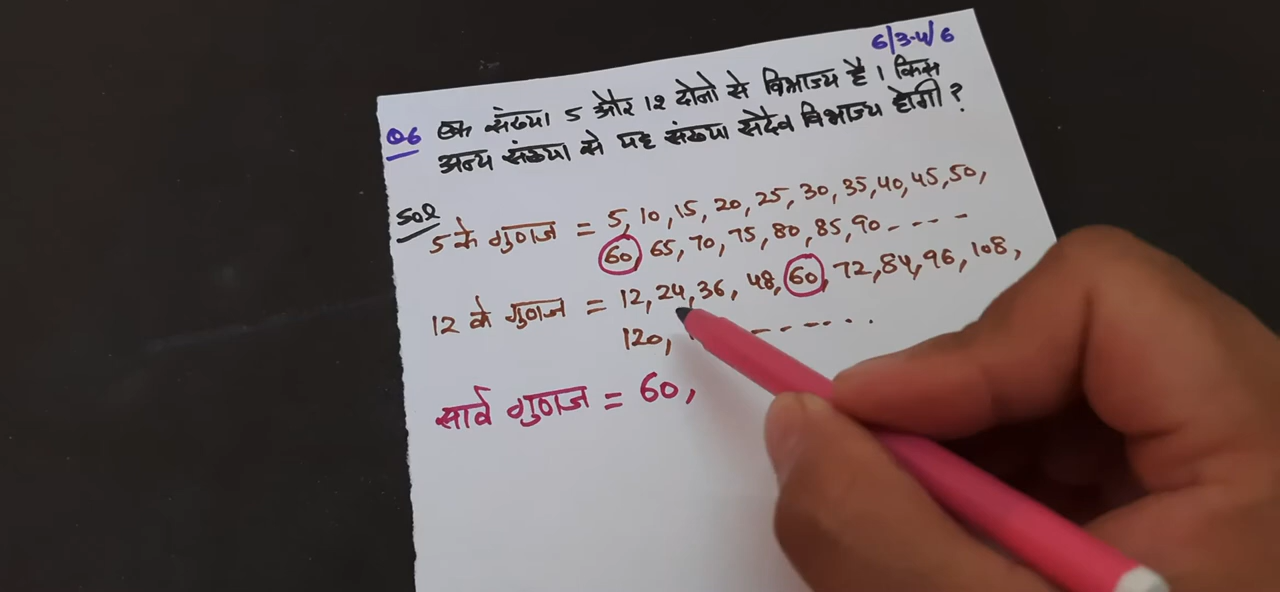 6/3.4/6
Q6 एक संख्या 5 और 12 दोनो से विभाज्य है । किस
अन्य संख्या से यह संख्या सैदैव विभाज्य होगी ?
Sol
5 के गुणज = 5, 10, 15, 20, 25, 30, 35, 40, 45, 50,
60, 65, 70, 75, 80, 85, 90 - - - -
12 के गुणज = 12, 24, 36, 48, 60, 72, 84, 96, 108,
120,
सार्व गुणज = 60,